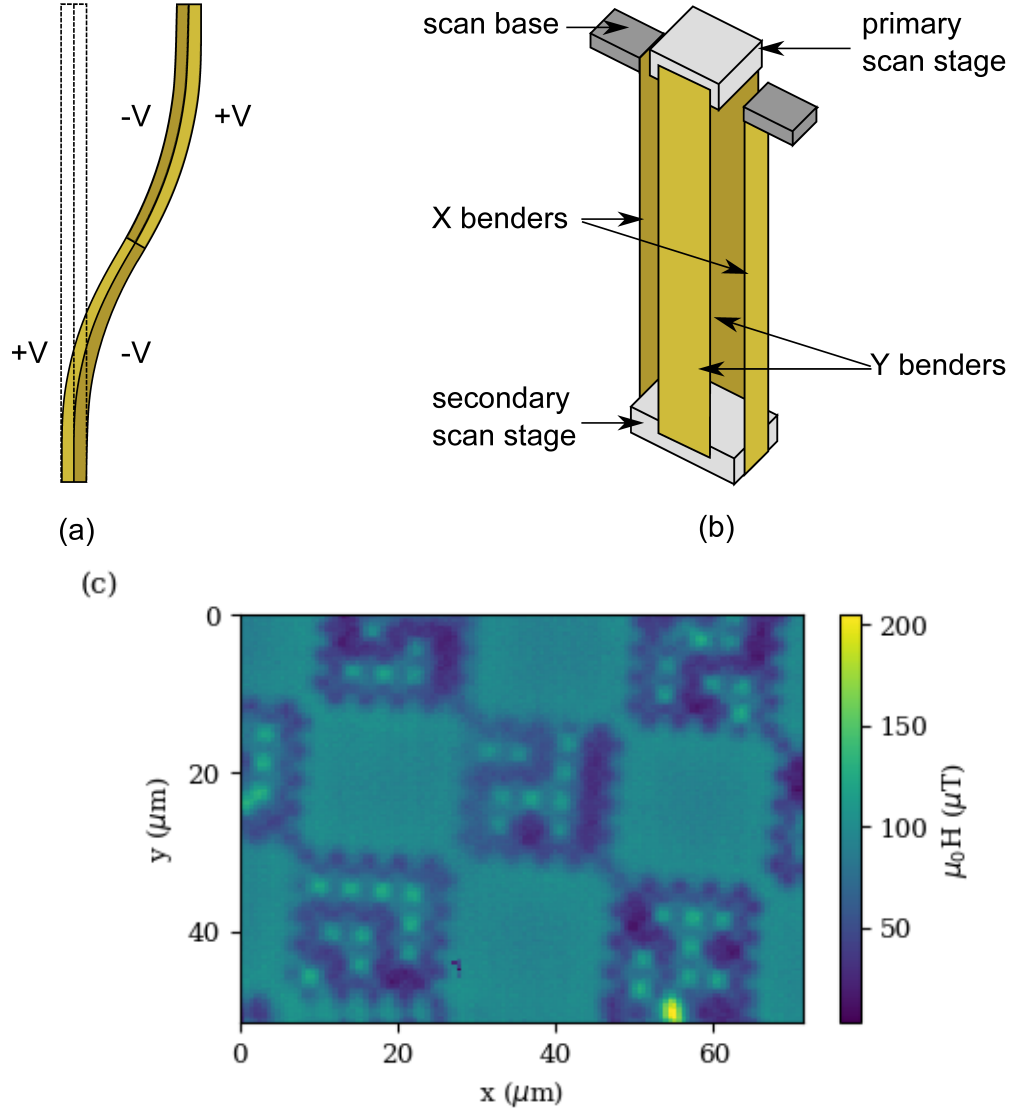 scan base
primary
scan stage
-V
+V
X benders
+V
-V
Y benders
secondary
scan stage
(a)
(b)
(c)
0
20
40
y (μm)
0
20
40
60
x (μm)
200
150
100
50
μ₀H (μT)